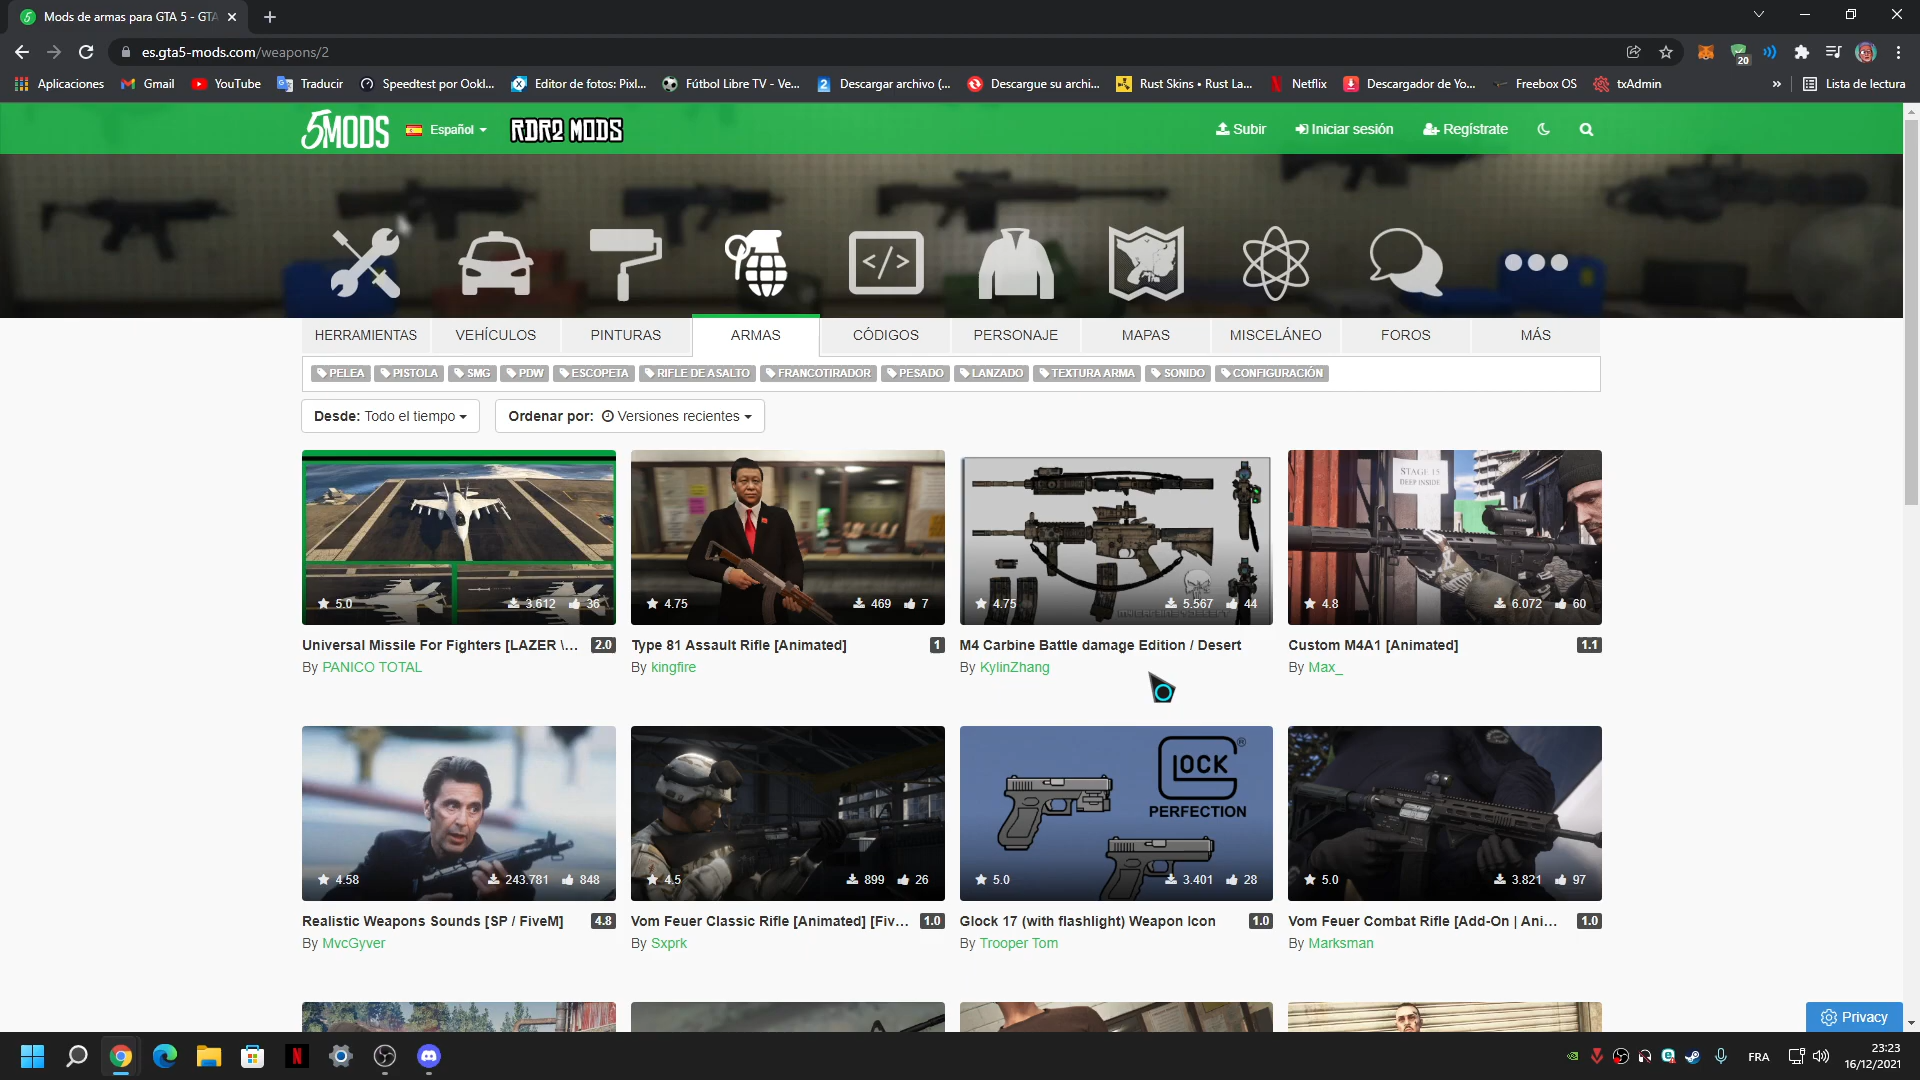 Mods de armas para GTA 5 - GTA
es.gta5-mods.com/weapons/2
20
Aplicaciones Gmail YouTube Traducir Speedtest por Ookl... Editor de fotos: Pixl... Fútbol Libre TV - Ve... Descargar archivo (... Descargue su archi... Rust Skins • Rust La... Netflix Descargador de Yo... Freebox OS txAdmin » Lista de lectura
5MODS Español RDR2 MODS Subir Iniciar sesión Regístrate
HERRAMIENTAS VEHÍCULOS PINTURAS ARMAS CÓDIGOS PERSONAJE MAPAS MISCELÁNEO FOROS MÁS
PELEA PISTOLA SMG PDW ESCOPETA RIFLE DE ASALTO FRANCOTIRADOR PESADO LANZADO TEXTURA ARMA SONIDO CONFIGURACIÓN
Desde: Todo el tiempo Ordenar por: Versiones recientes
STAGE 15
DEEP INSIDE
5.0 3.612 36 4.75 469 7 4.75 5.567 44 4.8 6.072 60
Universal Missile For Fighters [LAZER \... 2.0 Type 81 Assault Rifle [Animated] 1 M4 Carbine Battle damage Edition / Desert Custom M4A1 [Animated] 1.1
By PANICO TOTAL By kingfire By KylinZhang By Max_
GLOCK
PERFECTION
4.58 243.781 848 4.5 899 26 5.0 3.401 28 5.0 3.821 97
Realistic Weapons Sounds [SP / FiveM] 4.8 Vom Feuer Classic Rifle [Animated] [Fiv... 1.0 Glock 17 (with flashlight) Weapon Icon 1.0 Vom Feuer Combat Rifle [Add-On | Ani... 1.0
By MvcGyver By Sxprk By Trooper Tom By Marksman
Privacy
FRA
23:23
16/12/2021